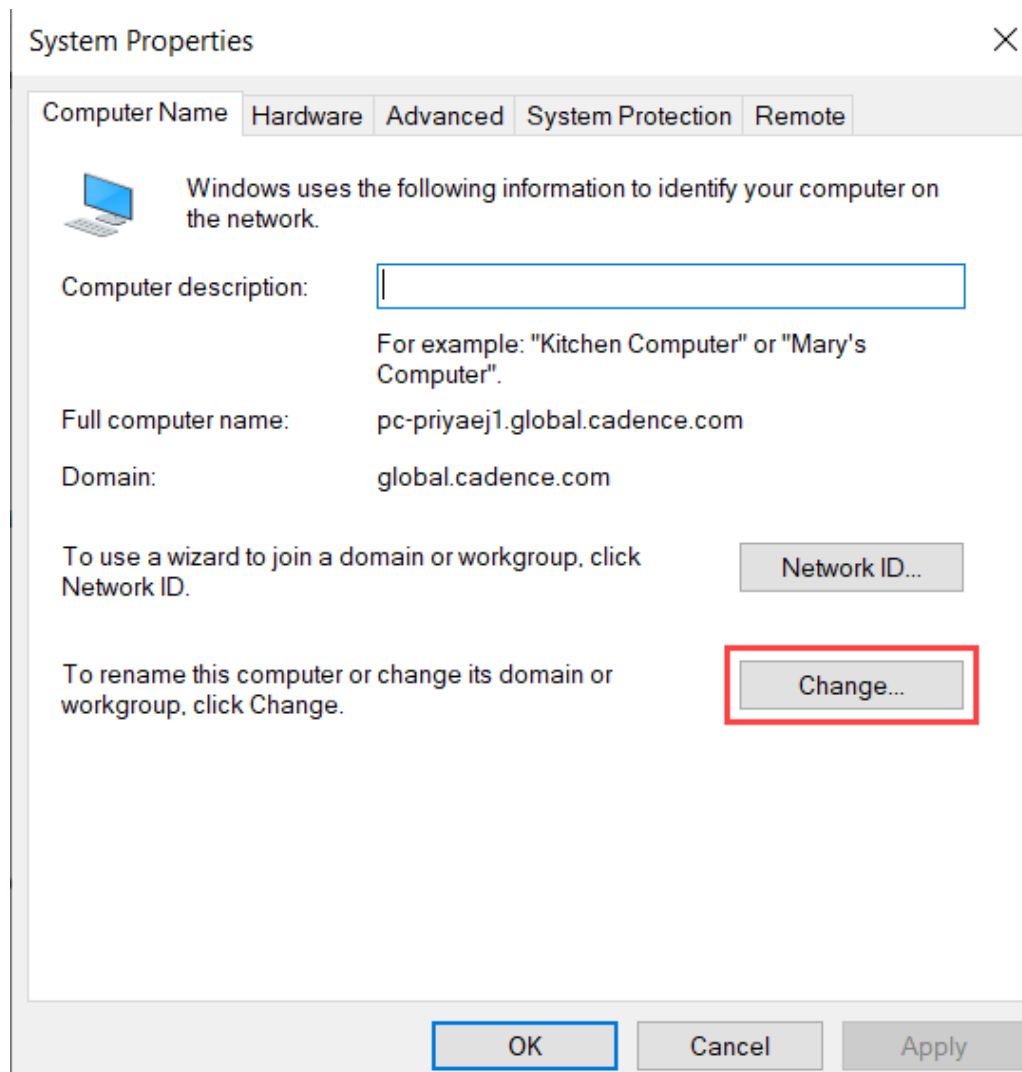 System Properties
Computer Name Hardware Advanced System Protection Remote
Windows uses the following information to identify your computer on
the network.
Computer description:
For example: "Kitchen Computer" or "Mary's
Computer".
Full computer name: pc-priyaej1.global.cadence.com
Domain: global.cadence.com
To use a wizard to join a domain or workgroup, click
Network ID.
Network ID...
To rename this computer or change its domain or
workgroup, click Change.
Change...
OK Cancel Apply